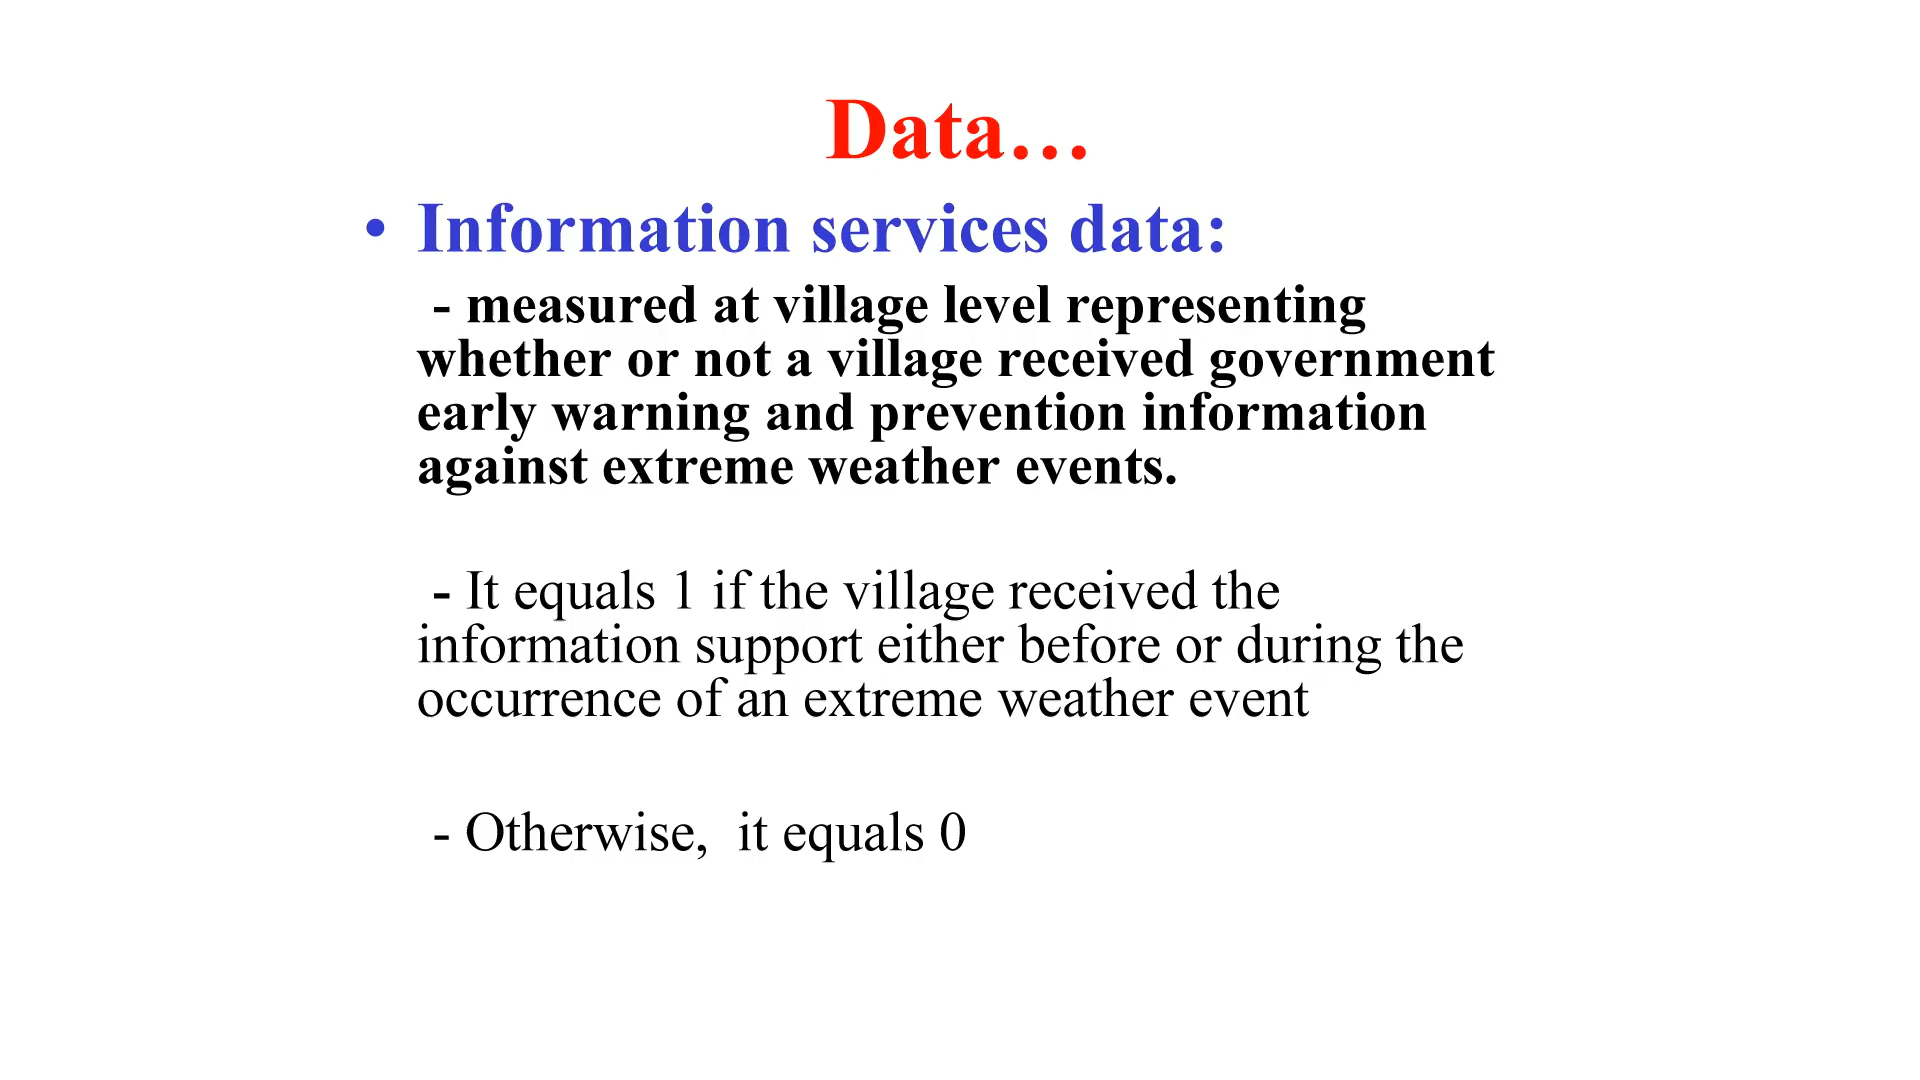 Data…
• Information services data:
- measured at village level representing
whether or not a village received government
early warning and prevention information
against extreme weather events.
- It equals 1 if the village received the
information support either before or during the
occurrence of an extreme weather event
- Otherwise,  it equals 0